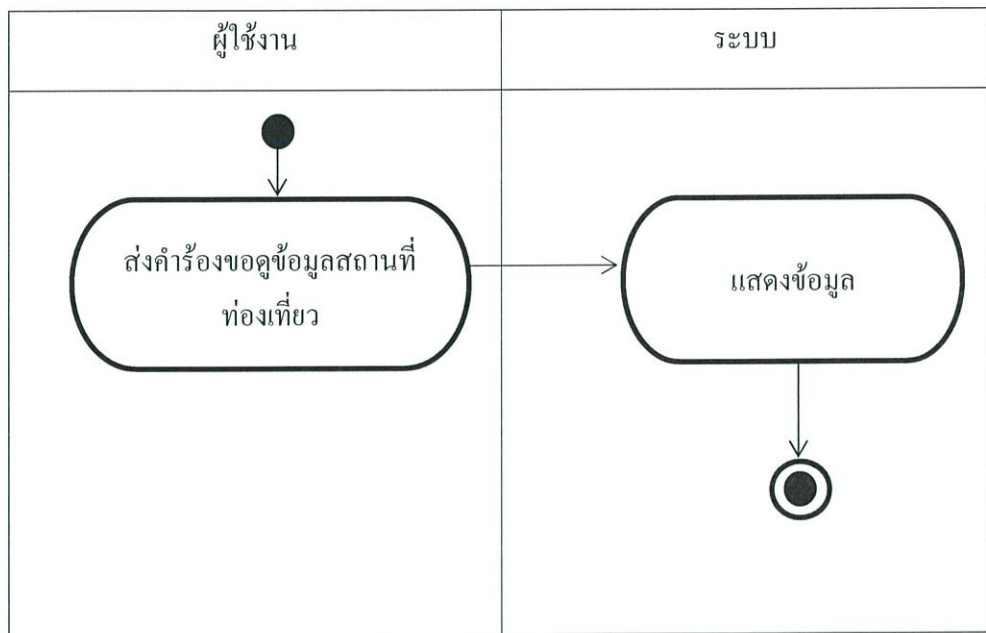 ผู้ใช้งาน
ระบบ
ส่งคำร้องขอดูข้อมูลสถานที่
ท่องเที่ยว
แสดงข้อมูล